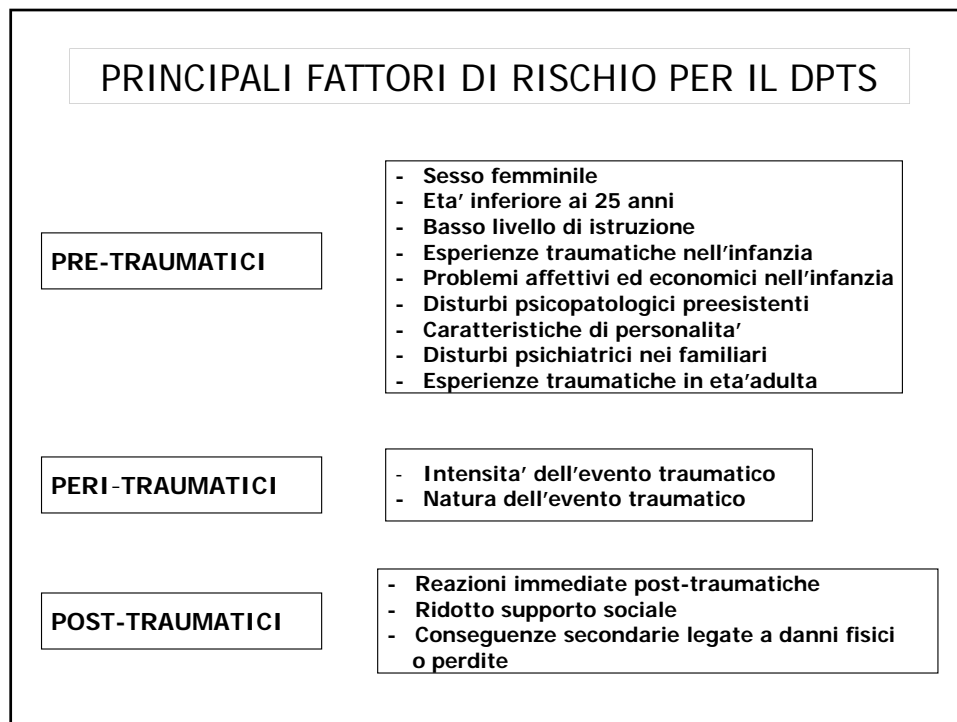 PRINCIPALI FATTORI DI RISCHIO PER IL DPTS
PRE-TRAUMATICI
- Sesso femminile
- Eta' inferiore ai 25 anni
- Basso livello di istruzione
- Esperienze traumatiche nell'infanzia
- Problemi affettivi ed economici nell'infanzia
- Disturbi psicopatologici preesistenti
- Caratteristiche di personalita'
- Disturbi psichiatrici nei familiari
- Esperienze traumatiche in eta'adulta
PERI-TRAUMATICI
- Intensita' dell'evento traumatico
- Natura dell'evento traumatico
POST-TRAUMATICI
- Reazioni immediate post-traumatiche
- Ridotto supporto sociale
- Conseguenze secondarie legate a danni fisici
o perdite